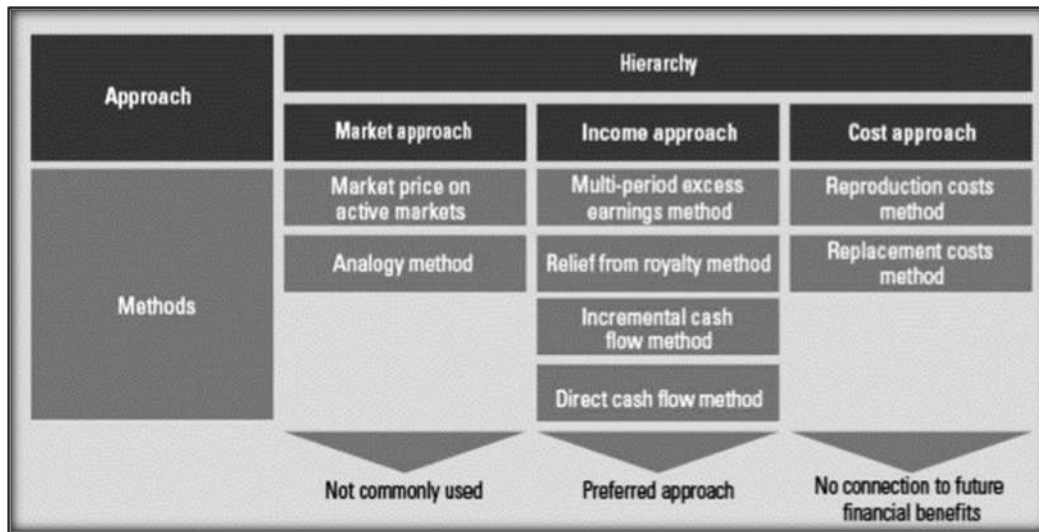 Approach
Hierarchy
Market approach
Income approach
Cost approach
Methods
Market price on
active markets
Multi-period excess
earnings method
Reproduction costs
method
Analogy method
Relief from royalty method
Replacement costs
method
Incremental cash
flow method
Direct cash flow method
Not commonly used
Preferred approach
No connection to future
financial benefits